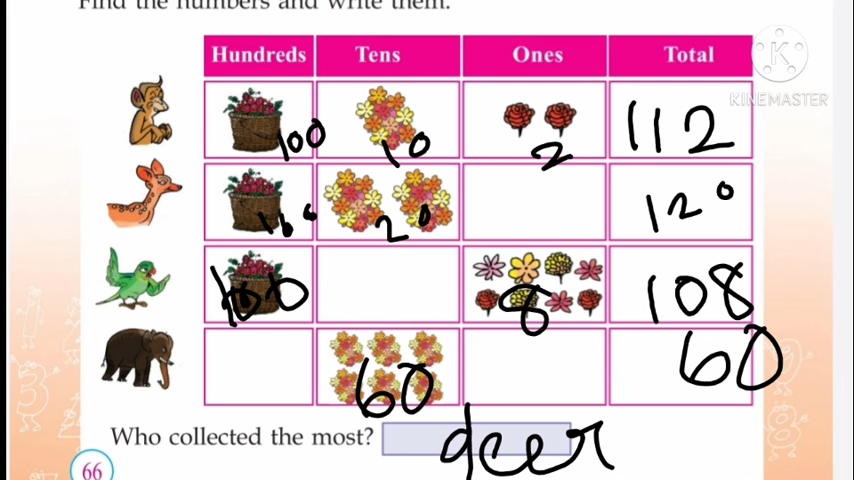 Find the numbers and write them.
Hundreds Tens Ones Total
K
KINEMASTER
100 10 2 112
100 20 120
100 8 108
60 60
Who collected the most? deer
66